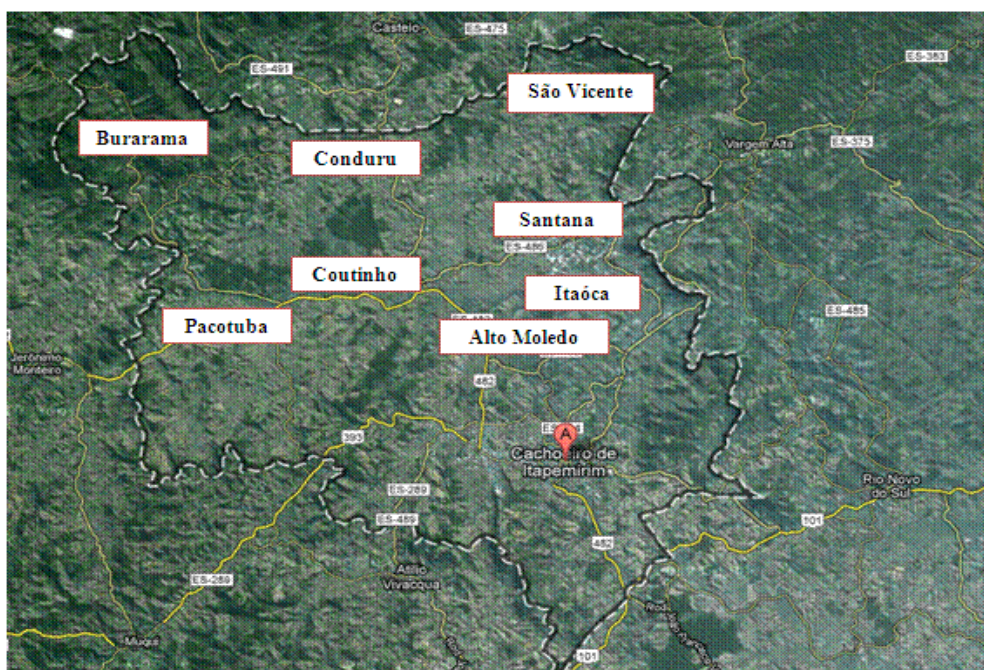 Castelo
ES-475
ES-491
ES-383
São Vicente
Burarama
Conduru
Vargem Alta
ES-375
Santana
ES-486
Coutinho
Itaóca
ES-485
Pacotuba
Alto Moledo
Jerônimo
Monteiro
482
393
A
Cachoeiro de
Itapemirim
ES-289
Rio Novo
do Sul
ES-489
101
482
Atílio
Vivacqua
ES-289
Muqui
101